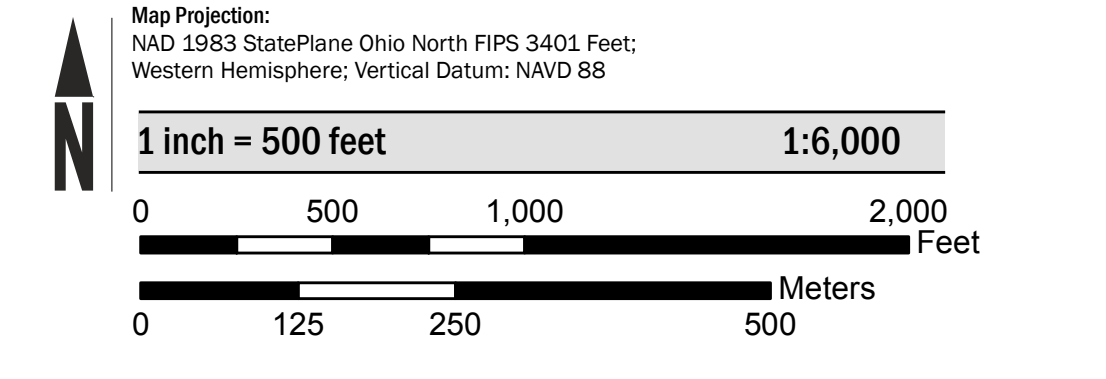 Map Projection:
NAD 1983 StatePlane Ohio North FIPS 3401 Feet;
Western Hemisphere; Vertical Datum: NAVD 88
N
1 inch = 500 feet 1:6,000
0 500 1,000 2,000
Feet
Meters
0 125 250 500